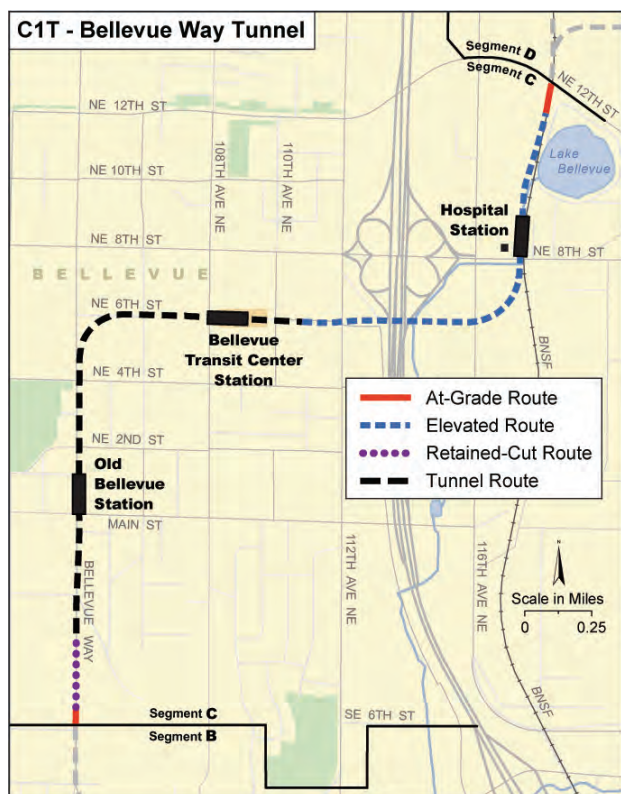 C1T - Bellevue Way Tunnel
Segment D
Segment C
NE 12TH ST
NE 12TH ST
Lake
Bellevue
108TH AVE NE
110TH AVE NE
NE 10TH ST
Hospital
Station
NE 8TH ST
NE 8TH ST
BELLEVUE
NE 6TH ST
Bellevue
Transit Center
Station
BNSF
NE 4TH ST
At-Grade Route
Elevated Route
Retained-Cut Route
Tunnel Route
NE 2ND ST
Old
Bellevue
Station
MAIN ST
BELLEVUE WAY
112TH AVE NE
116TH AVE NE
N
Scale in Miles
0 0.25
BNSF
Segment C
Segment B
SE 6TH ST